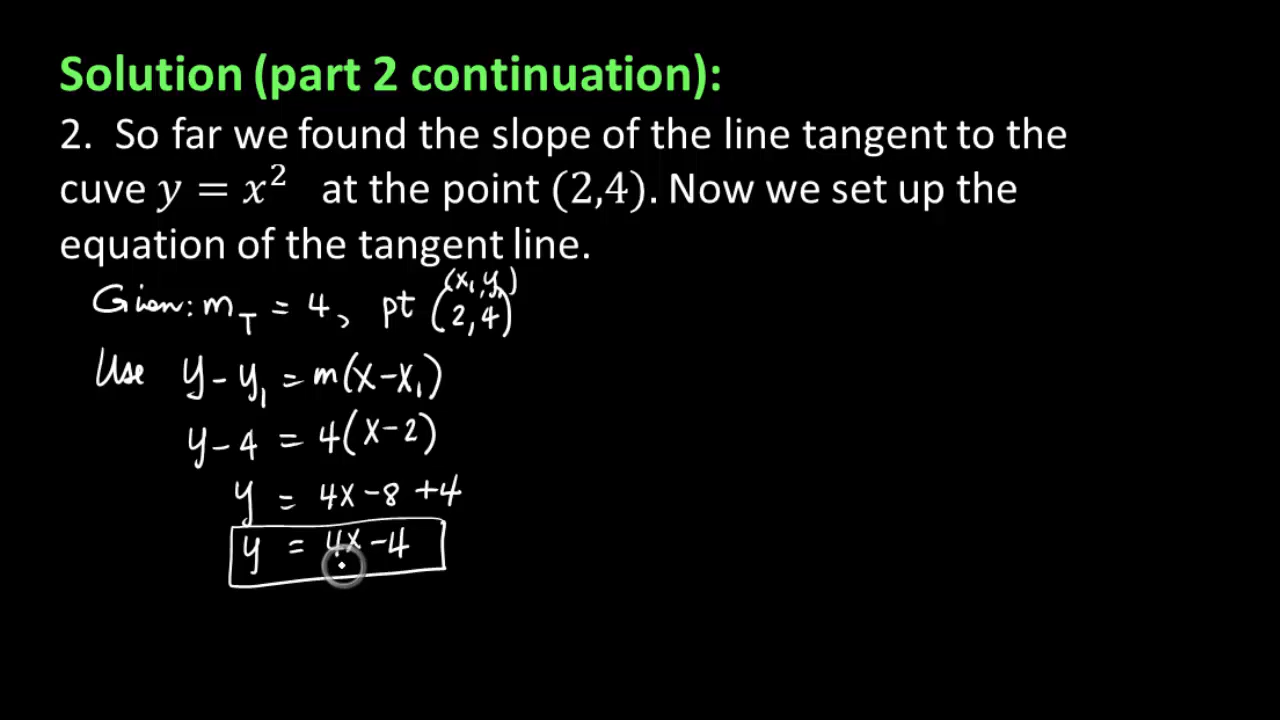 Solution (part 2 continuation):
2. So far we found the slope of the line tangent to the
cuve y = x² at the point (2,4). Now we set up the
equation of the tangent line.
(x₁, y₁)
Given: m_T = 4, pt (2, 4)
Use y - y₁ = m(x - x₁)
y - 4 = 4(x - 2)
y = 4x - 8 + 4
y = 4x - 4